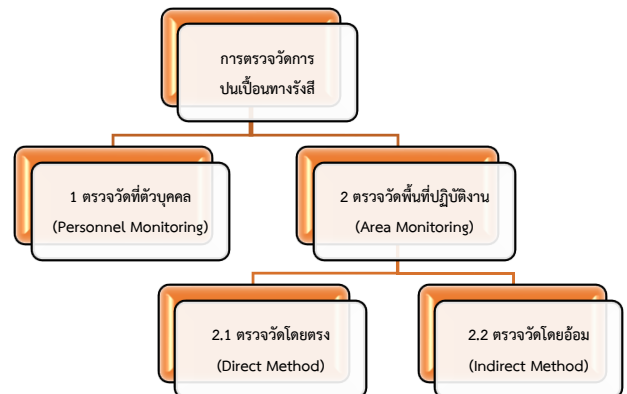 การตรวจวัดการ
ปนเปื้อนทางรังสี
1 ตรวจวัดที่ตัวบุคคล
(Personnel Monitoring)
2 ตรวจวัดพื้นที่ปฏิบัติงาน
(Area Monitoring)
2.1 ตรวจวัดโดยตรง
(Direct Method)
2.2 ตรวจวัดโดยอ้อม
(Indirect Method)